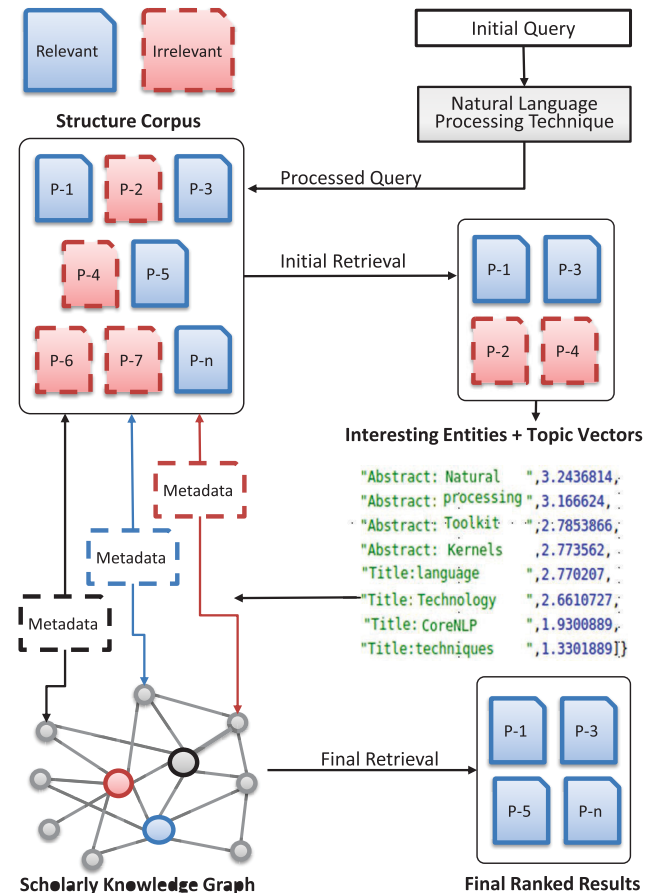 Relevant
Irrelevant
Initial Query
Natural Language
Processing Technique
Structure Corpus
Processed Query
P-1
P-2
P-3
P-4
P-5
P-6
P-7
P-n
Initial Retrieval
P-1
P-3
P-2
P-4
Interesting Entities + Topic Vectors
"Abstract: Natural ",3.2436814,
"Abstract: processing ",3.166624,
"Abstract: Toolkit ",2.7853866,
"Abstract: Kernels ,2.773562,
"Title:language ",2.770207,
"Title: Technology ",2.6610727,
"Title: CoreNLP ",1.9300889,
"Title:techniques ",1.3301889]}
Metadata
Metadata
Metadata
Final Retrieval
P-1
P-3
P-5
P-n
Scholarly Knowledge Graph
Final Ranked Results